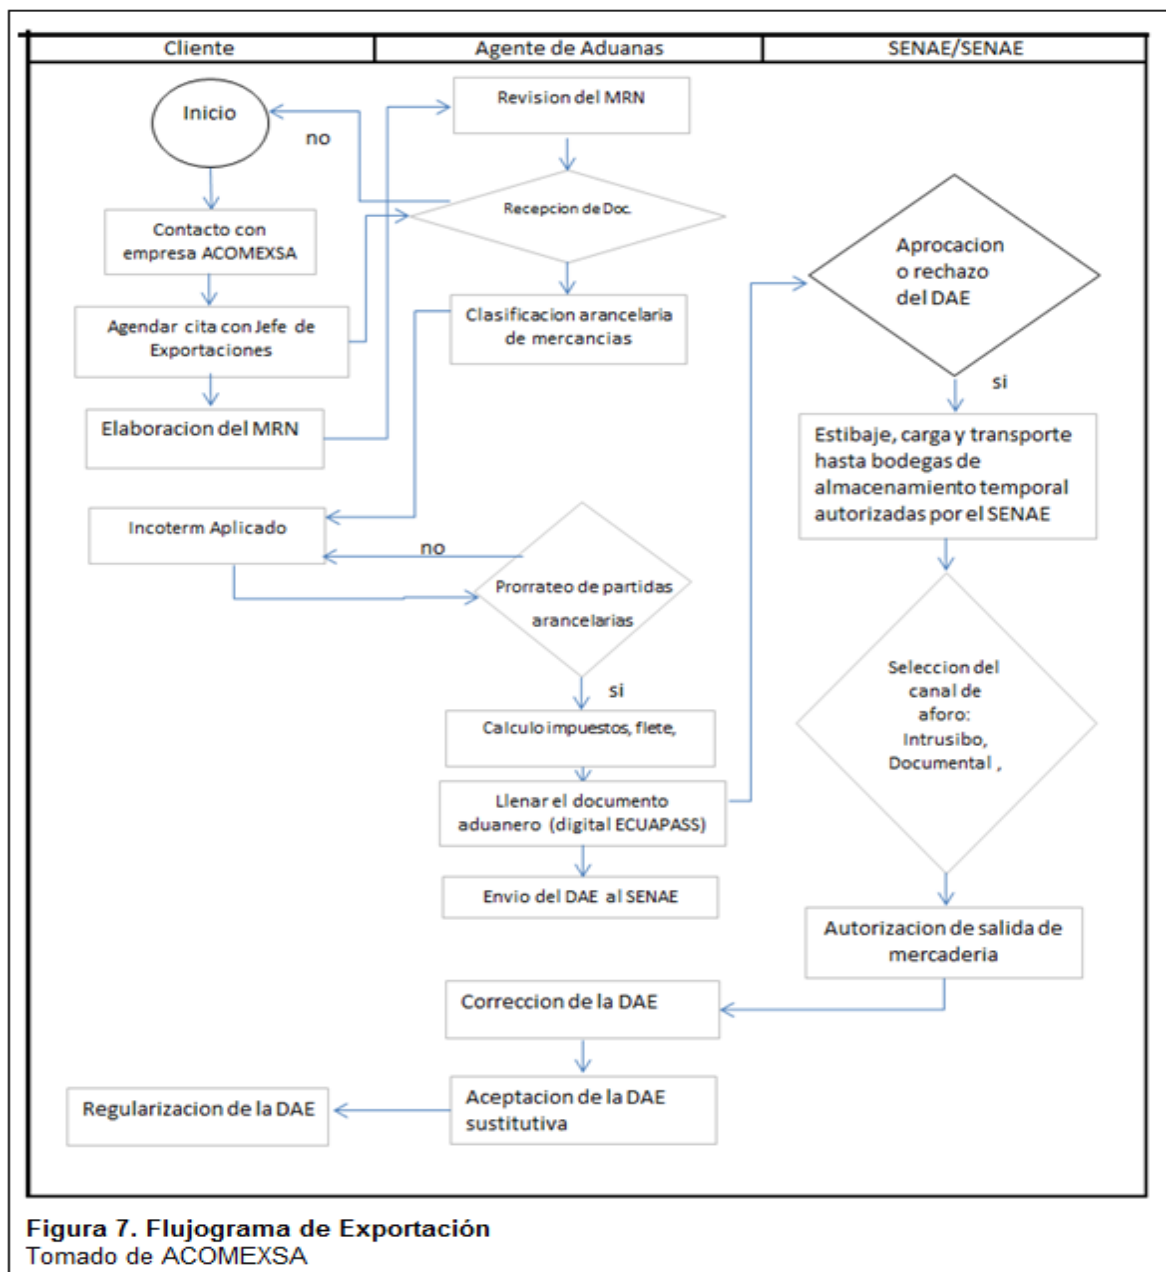 Cliente
Agente de Aduanas
SENAE/SENAE
Inicio
no
Contacto con
empresa ACOMEXSA
Agendar cita con Jefe de
Exportaciones
Elaboracion del MRN
Incoterm Aplicado
Regularizacion de la DAE
Revision del MRN
Recepcion de Doc.
Clasificacion arancelaria
de mercancias
no
Prorrateo de partidas
arancelarias
si
Calculo impuestos, flete,
Llenar el documento
aduanero (digital ECUAPASS)
Envio del DAE al SENAE
Correccion de la DAE
Aceptacion de la DAE
sustitutiva
Aprocacion
o rechazo
del DAE
si
Estibaje, carga y transporte
hasta bodegas de
almacenamiento temporal
autorizadas por el SENAE
Seleccion del
canal de
aforo:
Intrusibo,
Documental ,
Autorizacion de salida de
mercaderia
Figura 7. Flujograma de Exportación
Tomado de ACOMEXSA